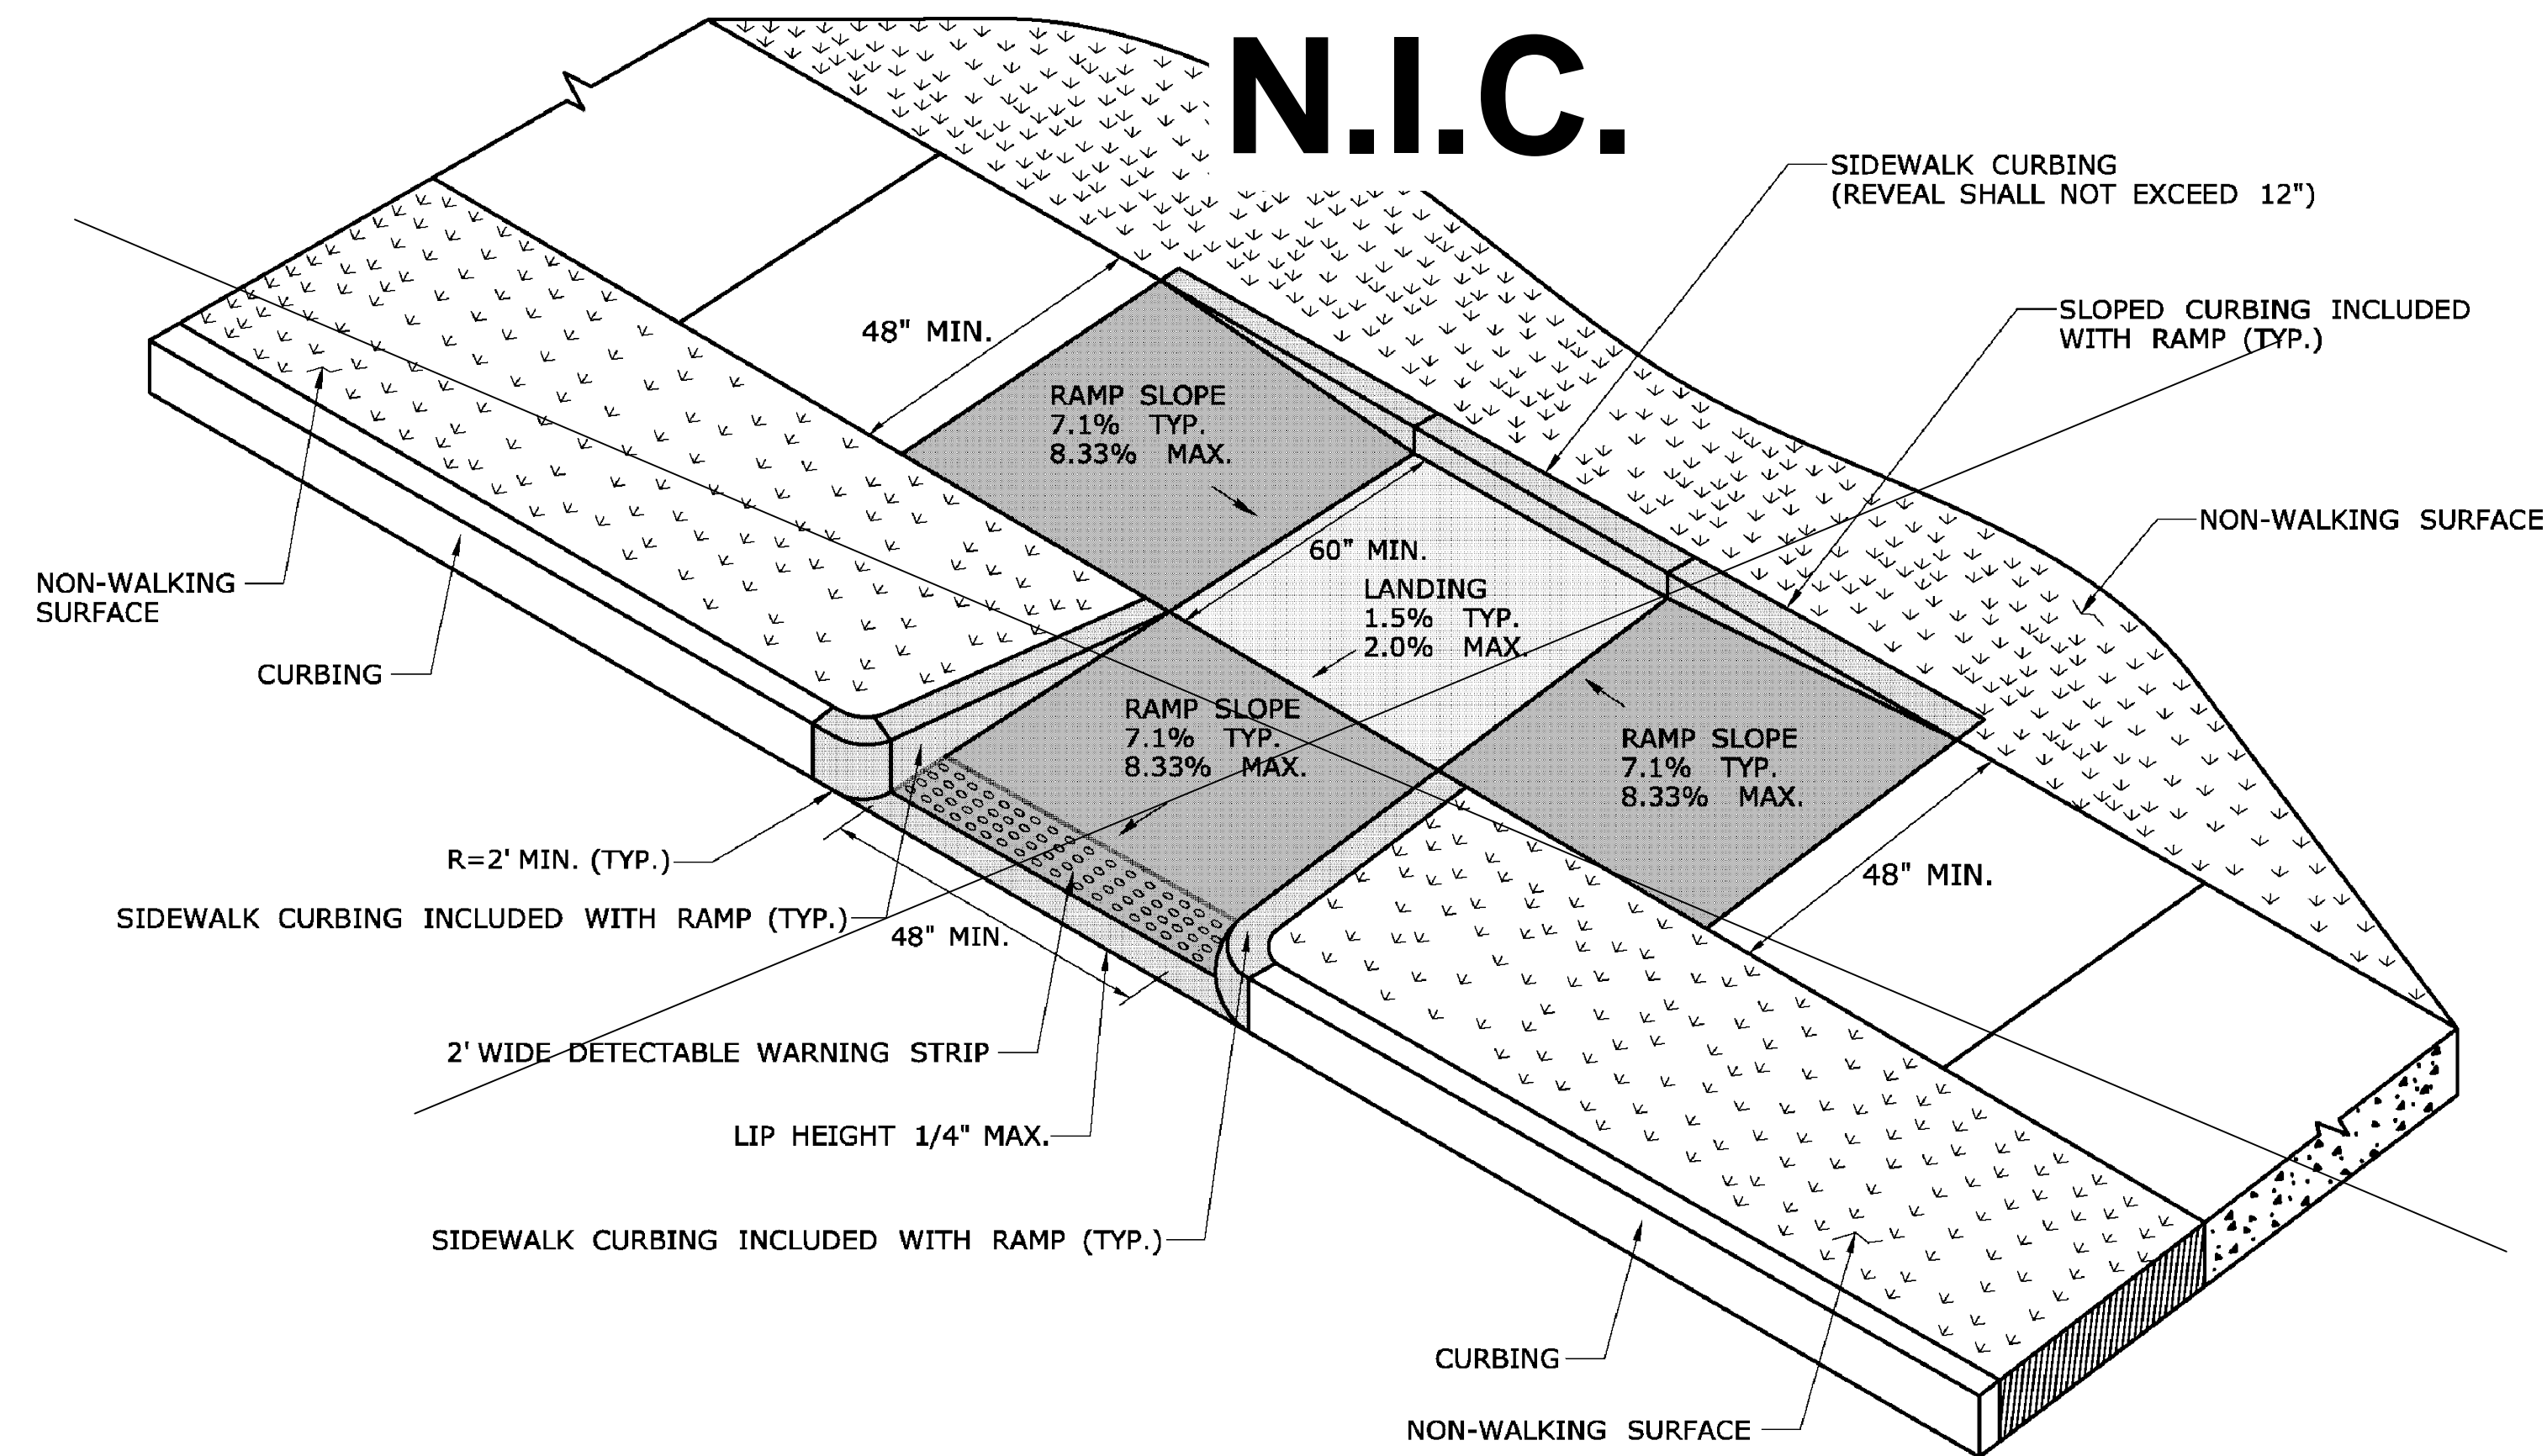 N.I.C.
SIDEWALK CURBING
(REVEAL SHALL NOT EXCEED 12")
SLOPED CURBING INCLUDED
WITH RAMP (TYP.)
48" MIN.
RAMP SLOPE
7.1% TYP.
8.33% MAX.
NON-WALKING SURFACE
60" MIN.
LANDING
1.5% TYP.
2.0% MAX.
NON-WALKING
SURFACE
CURBING
RAMP SLOPE
7.1% TYP.
8.33% MAX.
RAMP SLOPE
7.1% TYP.
8.33% MAX.
R=2' MIN. (TYP.)
48" MIN.
SIDEWALK CURBING INCLUDED WITH RAMP (TYP.)
48" MIN.
2' WIDE DETECTABLE WARNING STRIP
LIP HEIGHT 1/4" MAX.
SIDEWALK CURBING INCLUDED WITH RAMP (TYP.)
CURBING
NON-WALKING SURFACE